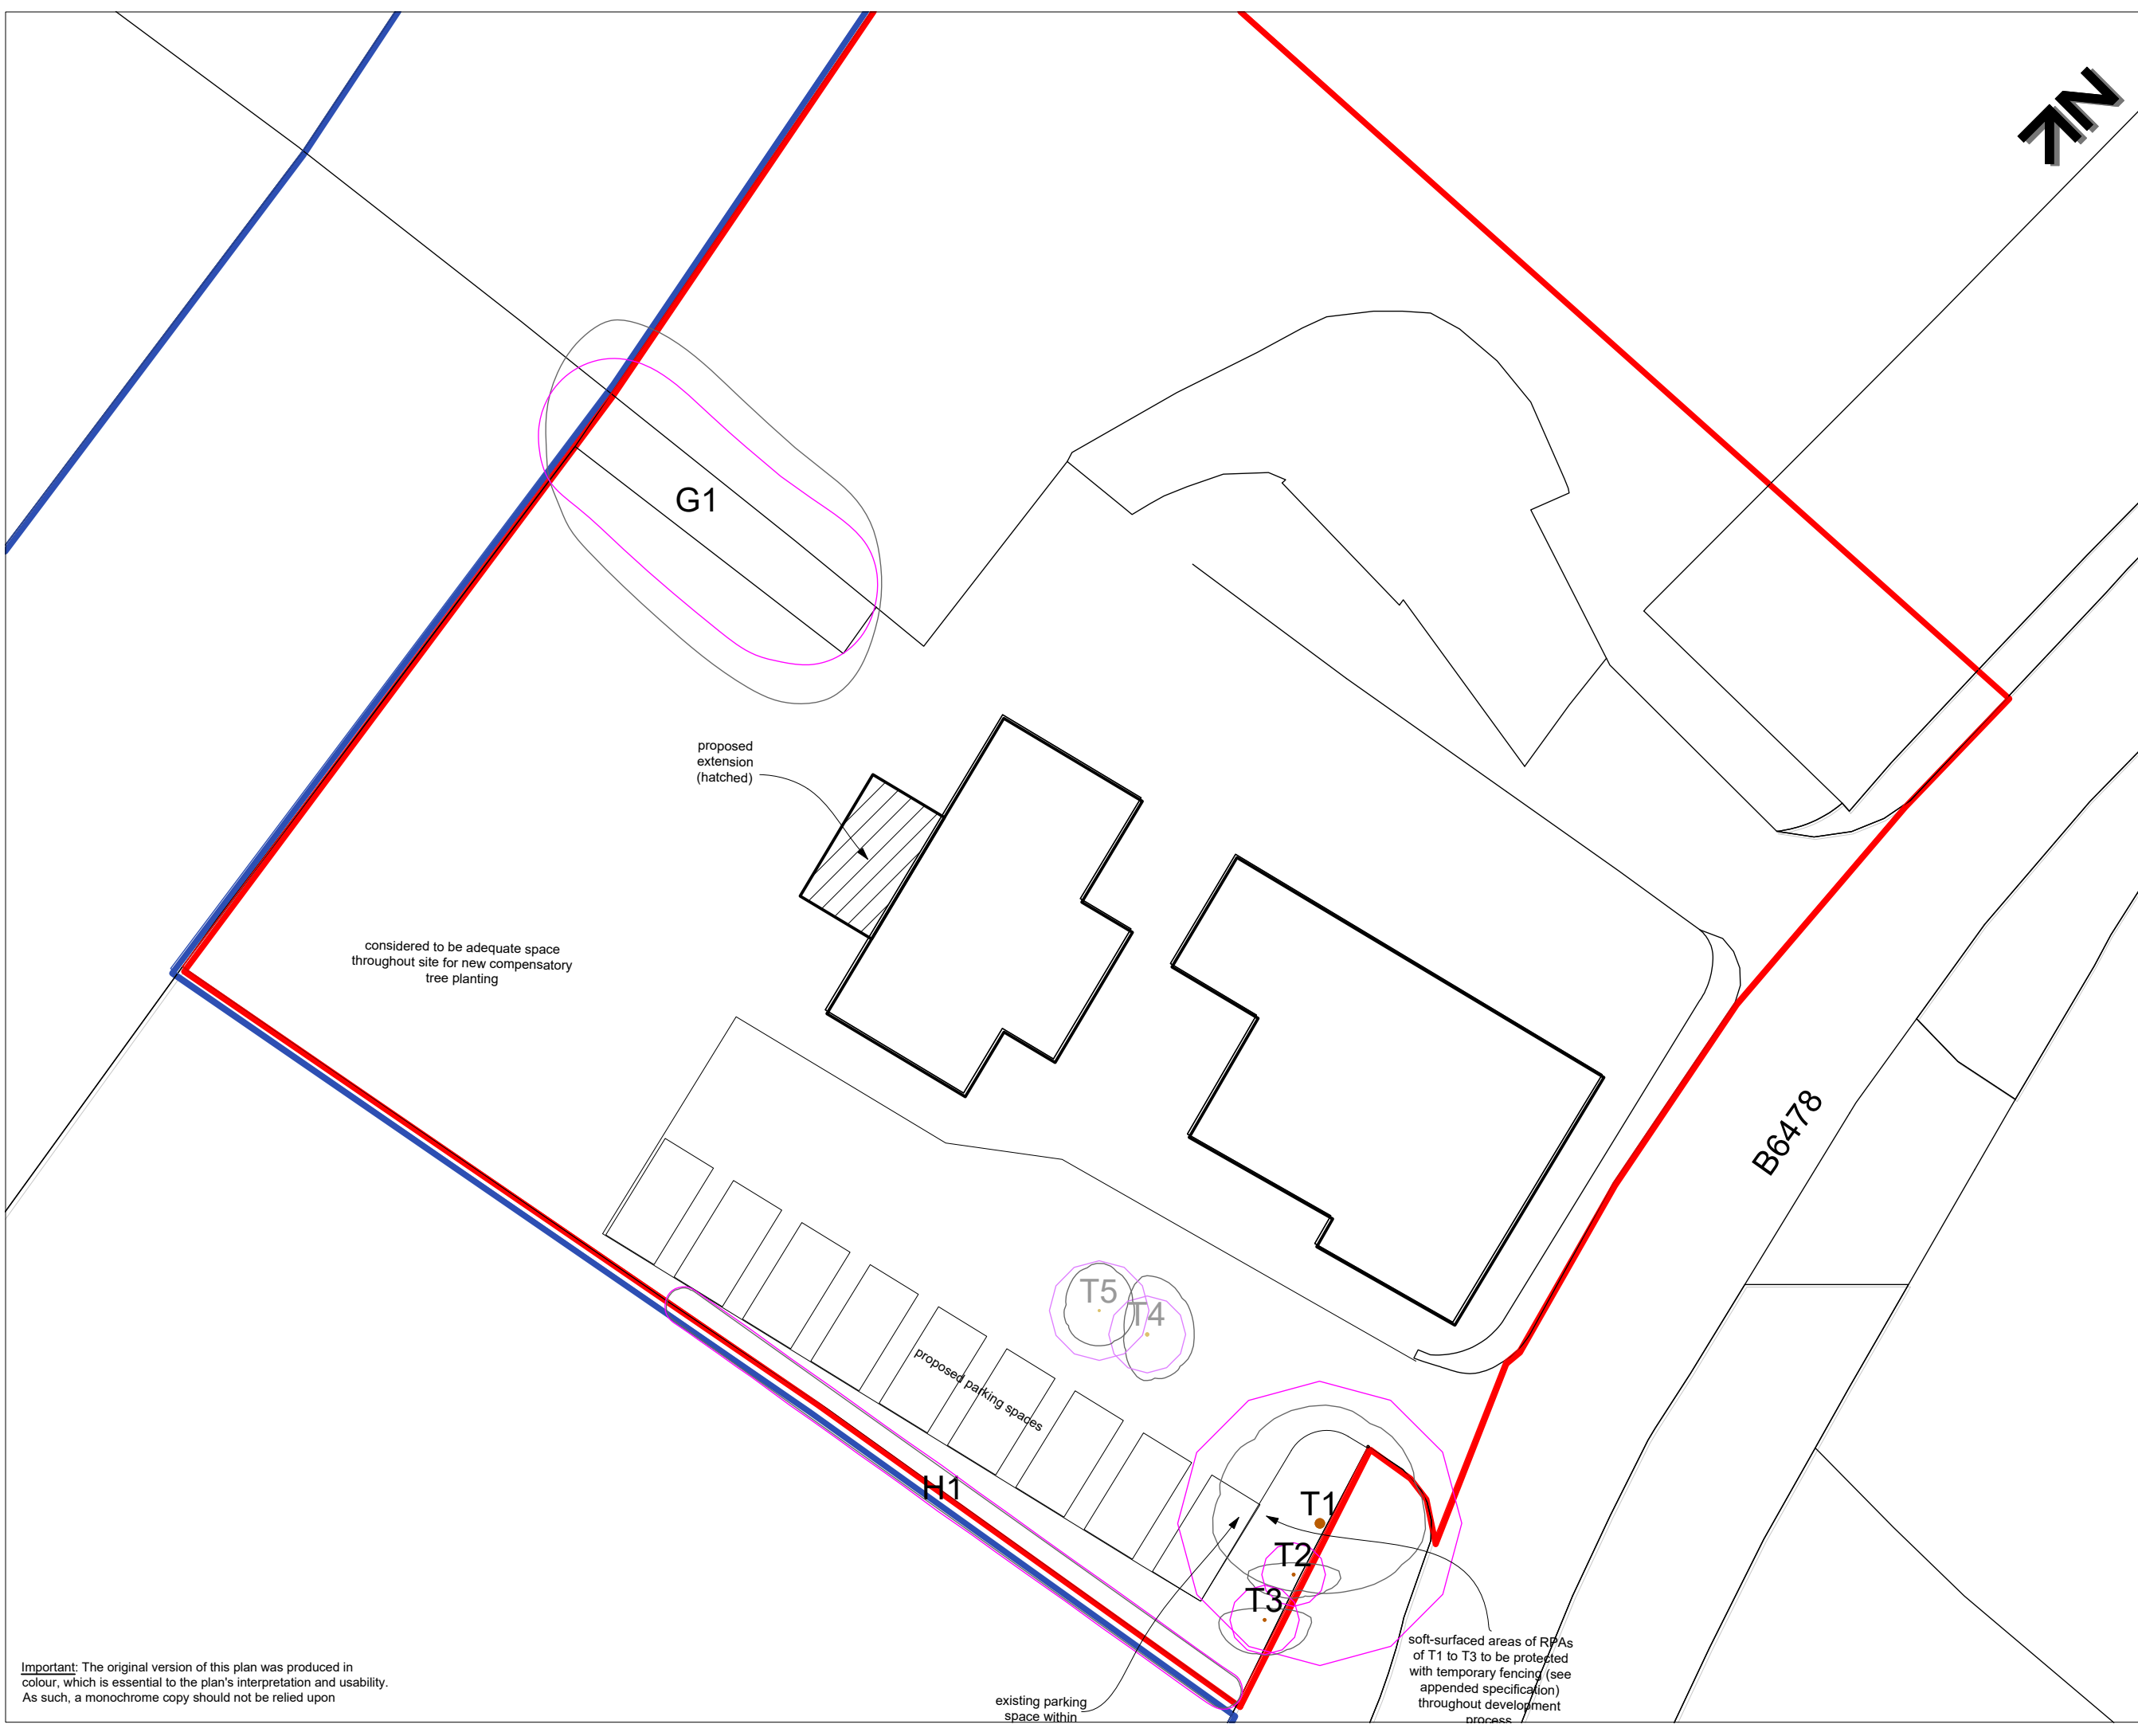 N
G1
proposed
extension
(hatched)
considered to be adequate space
throughout site for new compensatory
tree planting
B6478
T5
T4
proposed parking spaces
H1
T1
T2
T3
soft-surfaced areas of RPAs
of T1 to T3 to be protected
with temporary fencing (see
appended specification)
throughout development
process
existing parking
space within
Important: The original version of this plan was produced in
colour, which is essential to the plan's interpretation and usability.
As such, a monochrome copy should not be relied upon